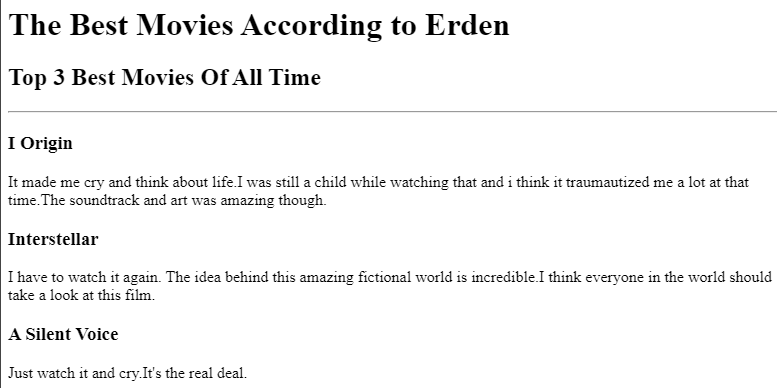 The Best Movies According to Erden
Top 3 Best Movies Of All Time
I Origin
It made me cry and think about life.I was still a child while watching that and i think it traumautized me a lot at that
time.The soundtrack and art was amazing though.
Interstellar
I have to watch it again. The idea behind this amazing fictional world is incredible.I think everyone in the world should
take a look at this film.
A Silent Voice
Just watch it and cry.It's the real deal.